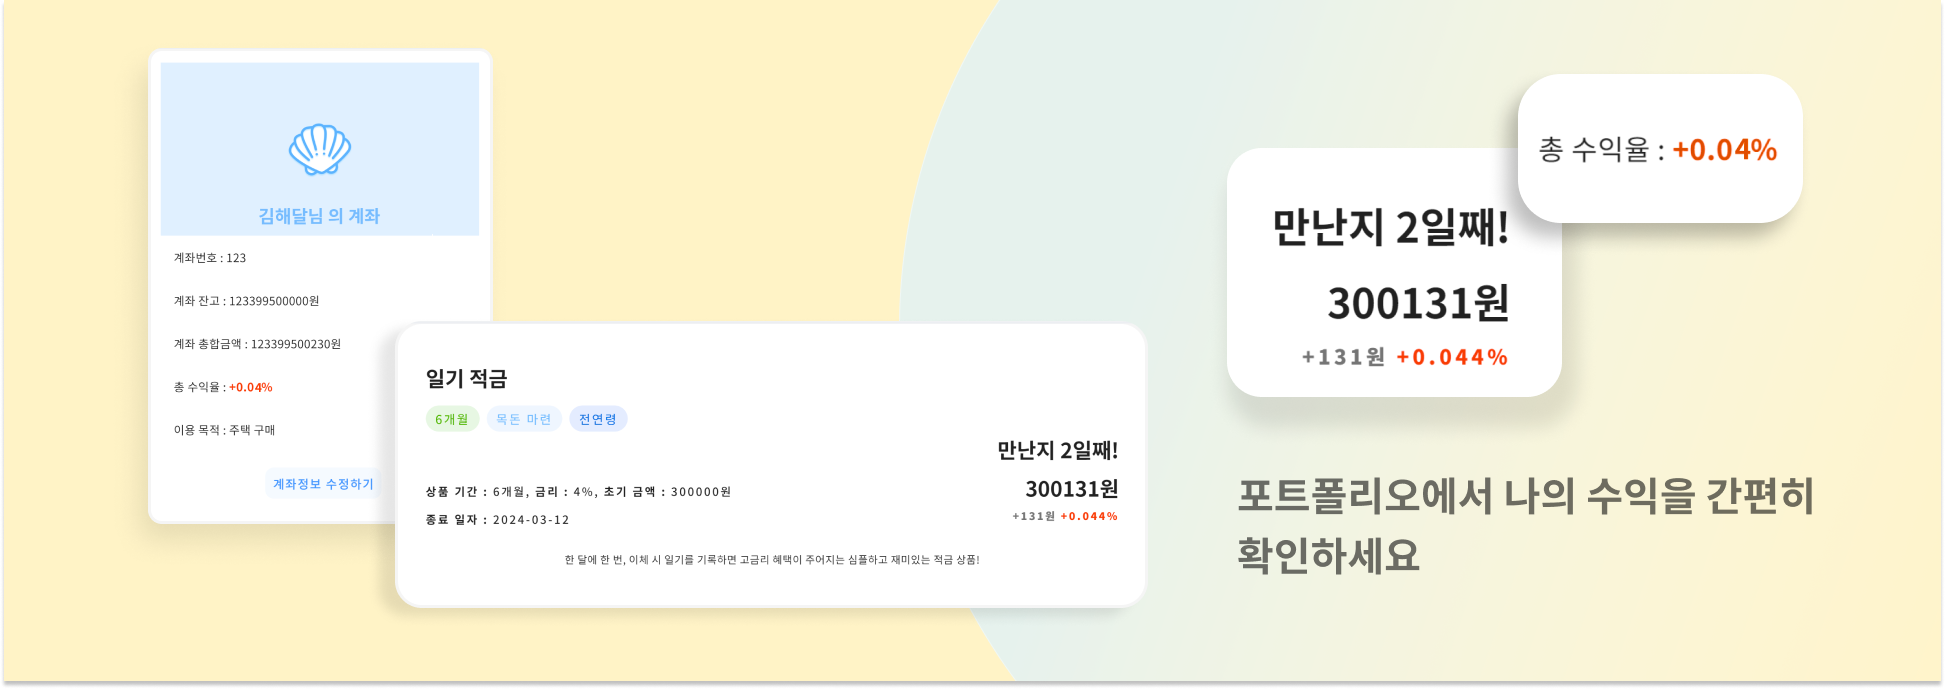 김해달님 의 계좌
계좌번호 : 123
계좌 잔고 : 123399500000원
계좌 총합금액 : 123399500230원
총 수익율 : +0.04%
이용 목적 : 주택 구매
계좌정보 수정하기
일기 적금
6개월 목돈 마련 전연령
만난지 2일째!
300131원
+131원 +0.044%
상품 기간 : 6개월, 금리 : 4%, 초기 금액 : 300000원
종료 일자 : 2024-03-12
한 달에 한 번, 이체 시 일기를 기록하면 고금리 혜택이 주어지는 심플하고 재미있는 적금 상품!
총 수익율 : +0.04%
만난지 2일째!
300131원
+131원 +0.044%
포트폴리오에서 나의 수익을 간편히
확인하세요